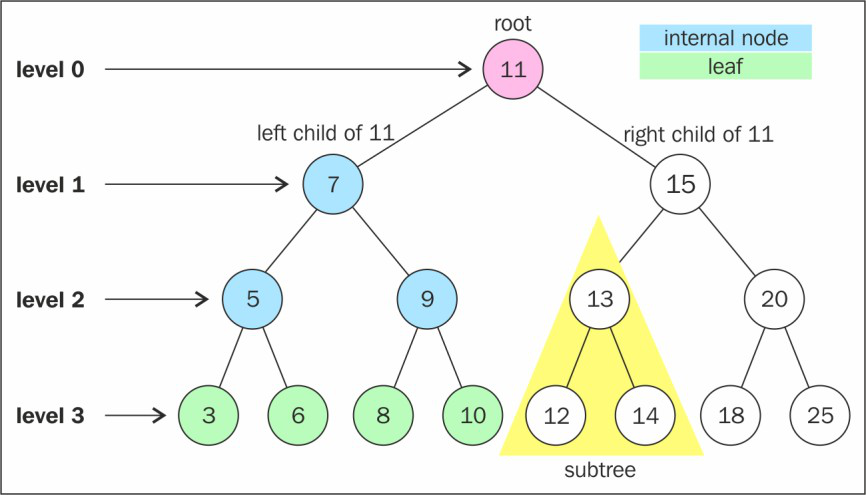 root
internal node
leaf
level 0
11
left child of 11
right child of 11
level 1
7
15
level 2
5
9
13
20
level 3
3
6
8
10
12
14
18
25
subtree